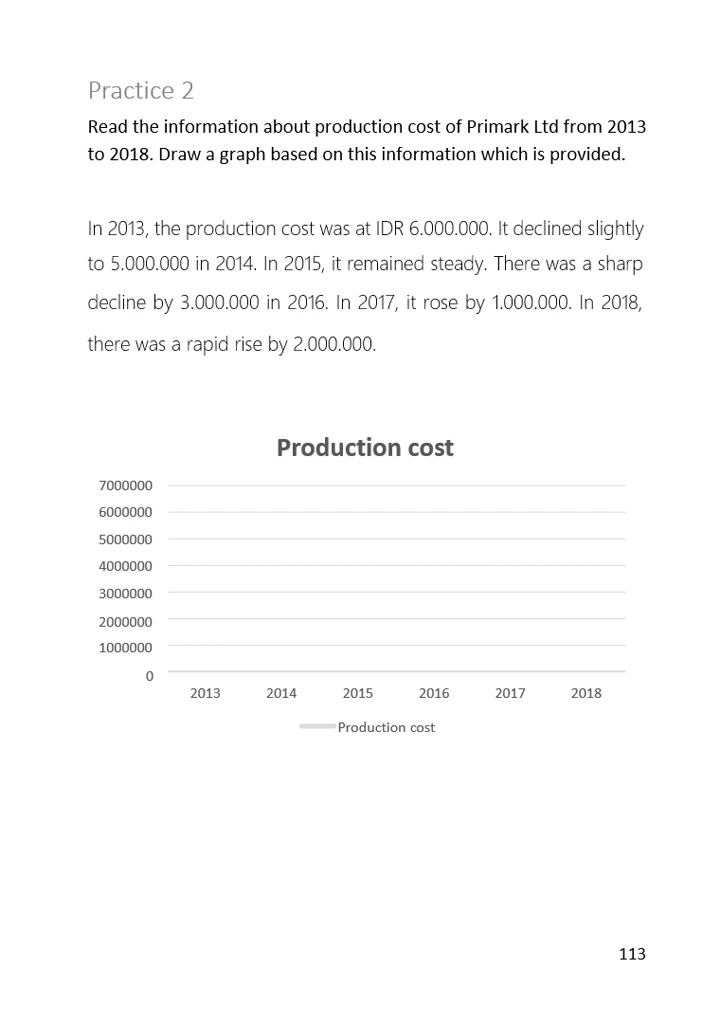 Practice 2
Read the information about production cost of Primark Ltd from 2013
to 2018. Draw a graph based on this information which is provided.
In 2013, the production cost was at IDR 6.000.000. It declined slightly
to 5.000.000 in 2014. In 2015, it remained steady. There was a sharp
decline by 3.000.000 in 2016. In 2017, it rose by 1.000.000. In 2018,
there was a rapid rise by 2.000.000.
Production cost
7000000
6000000
5000000
4000000
3000000
2000000
1000000
0
2013 2014 2015 2016 2017 2018
Production cost
113